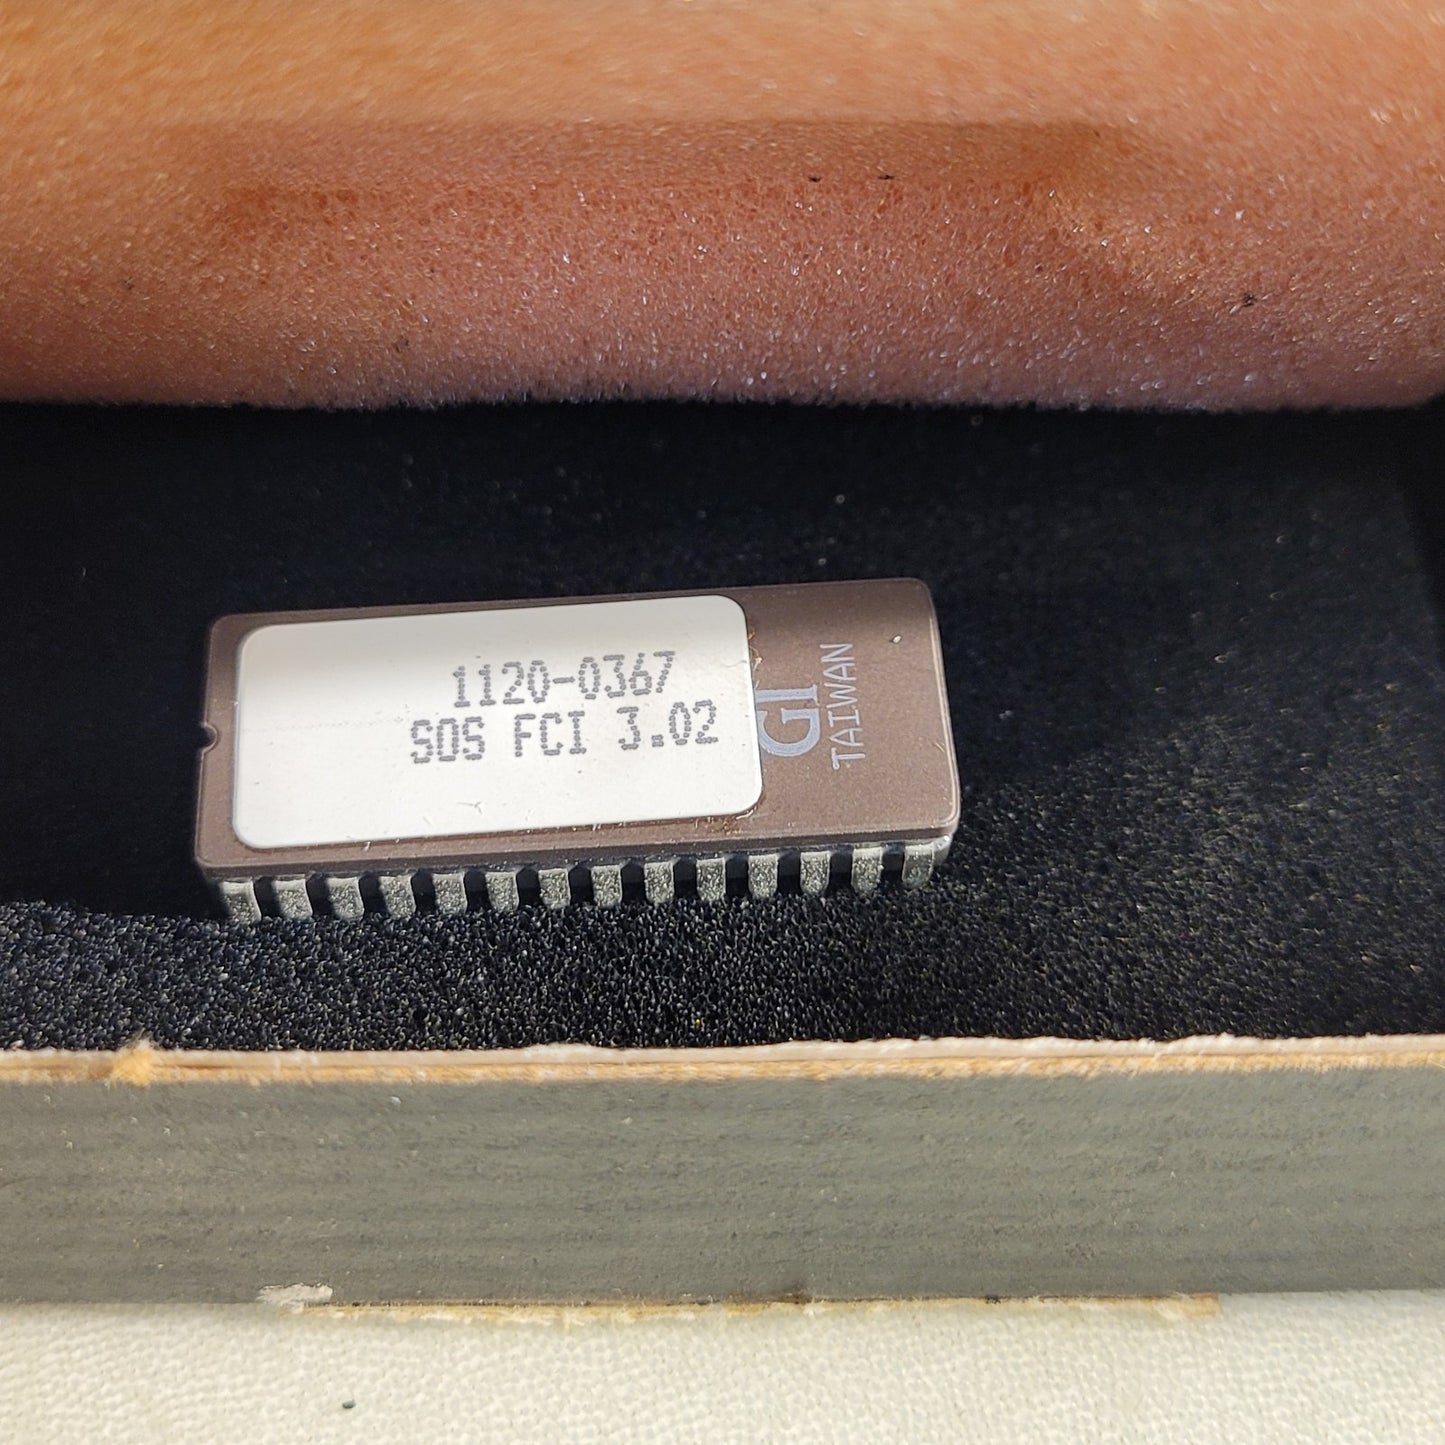 1120-0367
SOS FCI 3.02
GI
TAIWAN